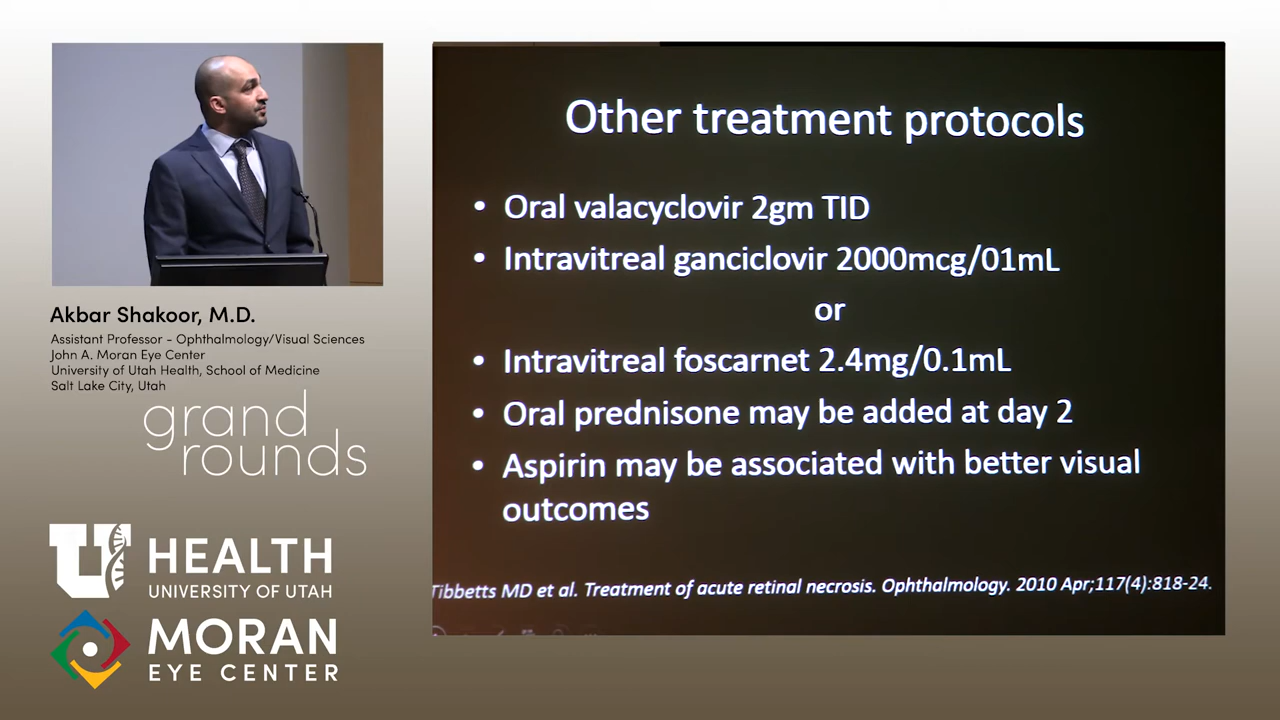 Akbar Shakoor, M.D.
Assistant Professor - Ophthalmology/Visual Sciences
John A. Moran Eye Center
University of Utah Health, School of Medicine
Salt Lake City, Utah
grand
rounds
U HEALTH
UNIVERSITY OF UTAH
MORAN
EYE CENTER
Other treatment protocols
• Oral valacyclovir 2gm TID
• Intravitreal ganciclovir 2000mcg/01mL
or
• Intravitreal foscarnet 2.4mg/0.1mL
• Oral prednisone may be added at day 2
• Aspirin may be associated with better visual
outcomes
Tibbetts MD et al. Treatment of acute retinal necrosis. Ophthalmology. 2010 Apr;117(4):818-24.